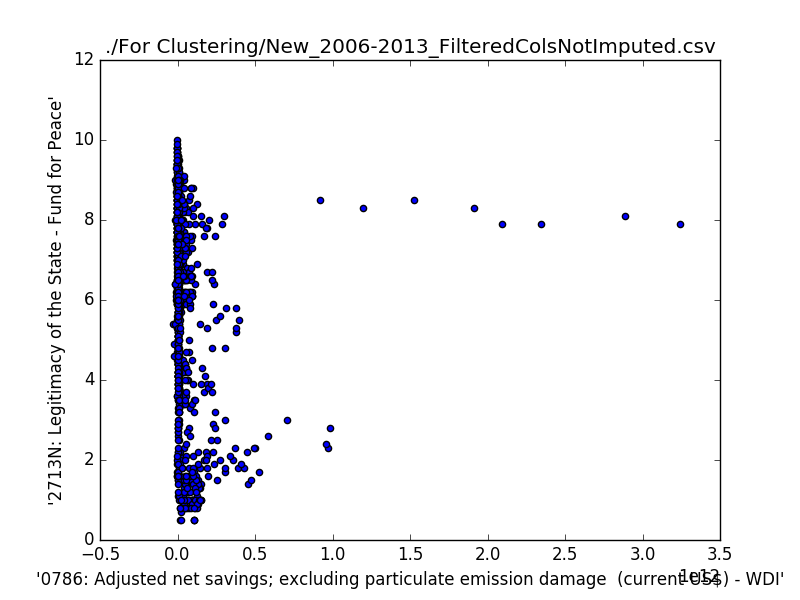 ./For Clustering/New_2006-2013_FilteredColsNotImputed.csv
12
10
8
6
4
2
0
'2713N: Legitimacy of the State - Fund for Peace'
−0.5 0.0 0.5 1.0 1.5 2.0 2.5 3.0 3.5
1e12
'0786: Adjusted net savings; excluding particulate emission damage  (current US$) - WDI'